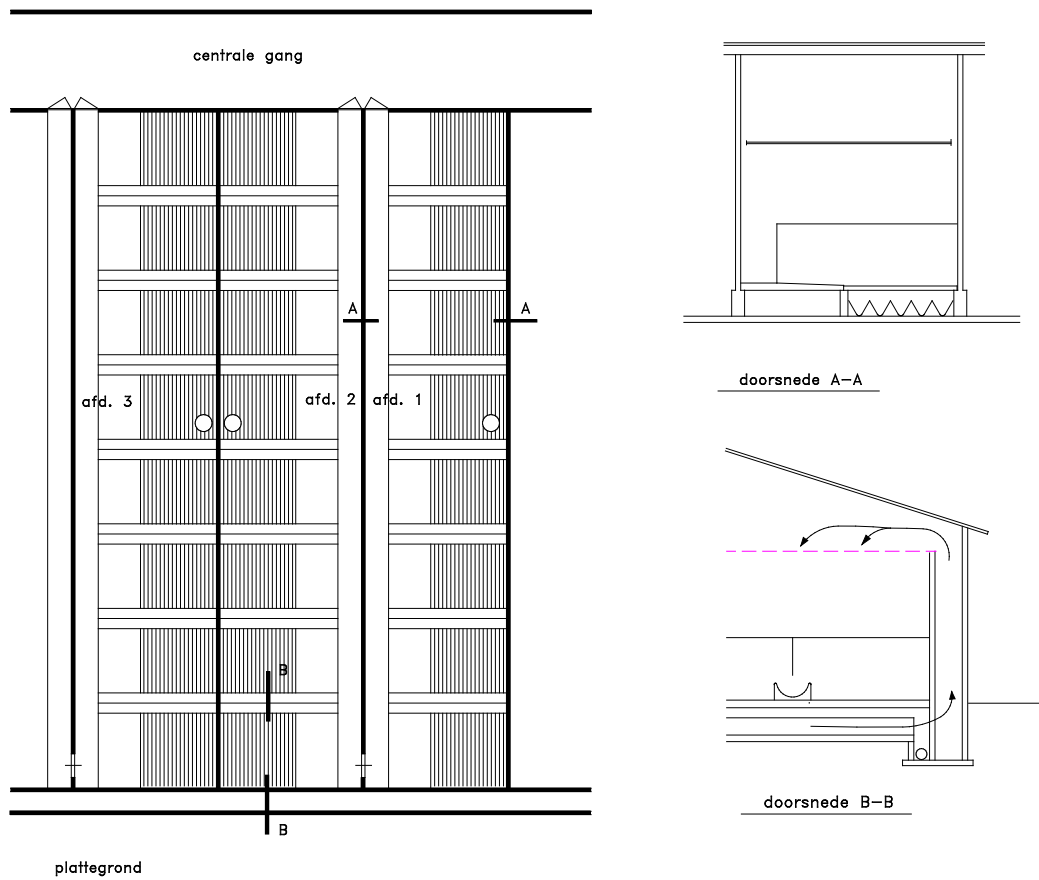 centrale gang
A
A
afd. 3
afd. 2
afd. 1
B
B
plattegrond
doorsnede A-A
doorsnede B-B